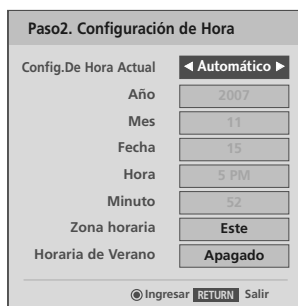 Paso2. Configuración de Hora
Config.De Hora Actual ◀ Automático ▶
Año 2007
Mes 11
Fecha 15
Hora 5 PM
Minuto 52
Zona horaria Este
Horaria de Verano Apagado
Ingresar RETURN Salir